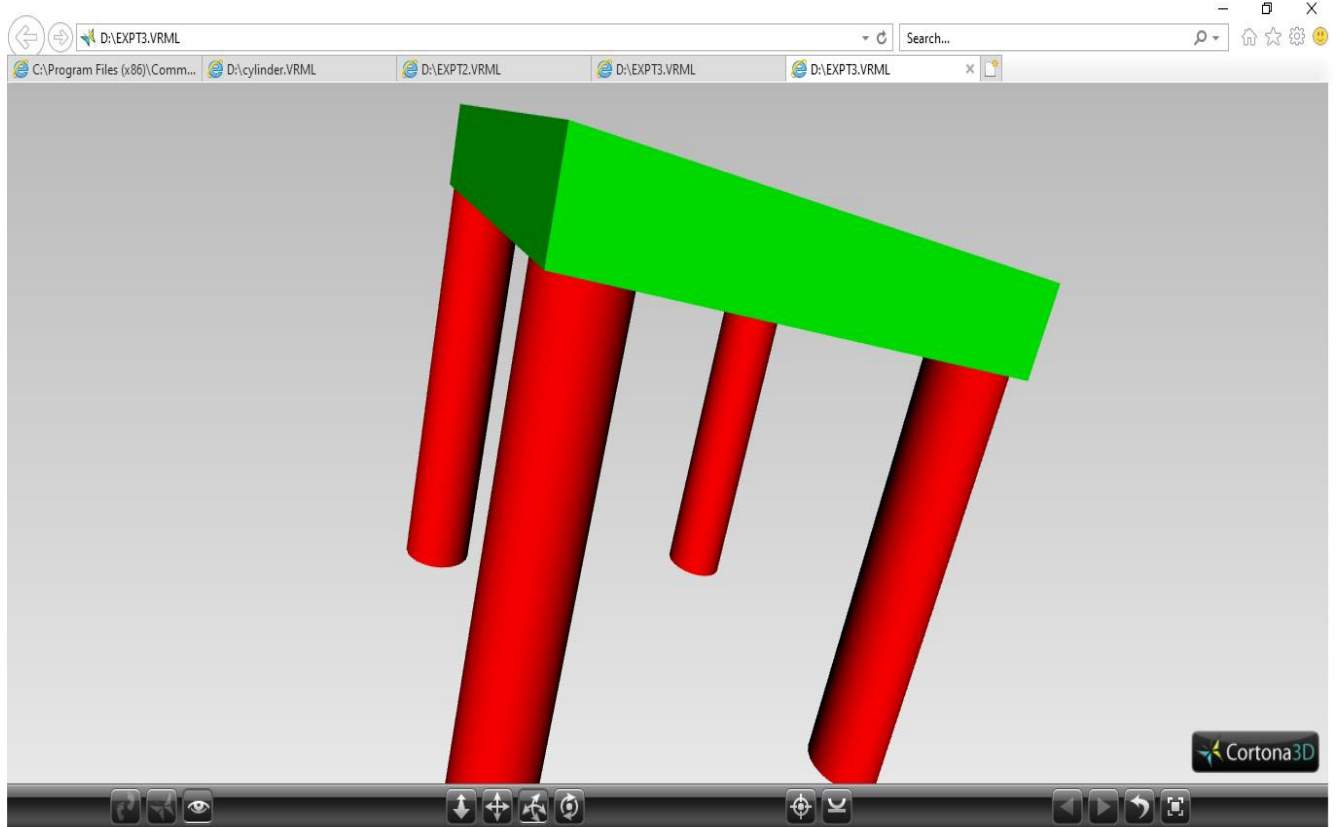 D:\EXPT3.VRML
Search...
C:\Program Files (x86)\Comm...
D:\cylinder.VRML
D:\EXPT2.VRML
D:\EXPT3.VRML
D:\EXPT3.VRML
Cortona3D